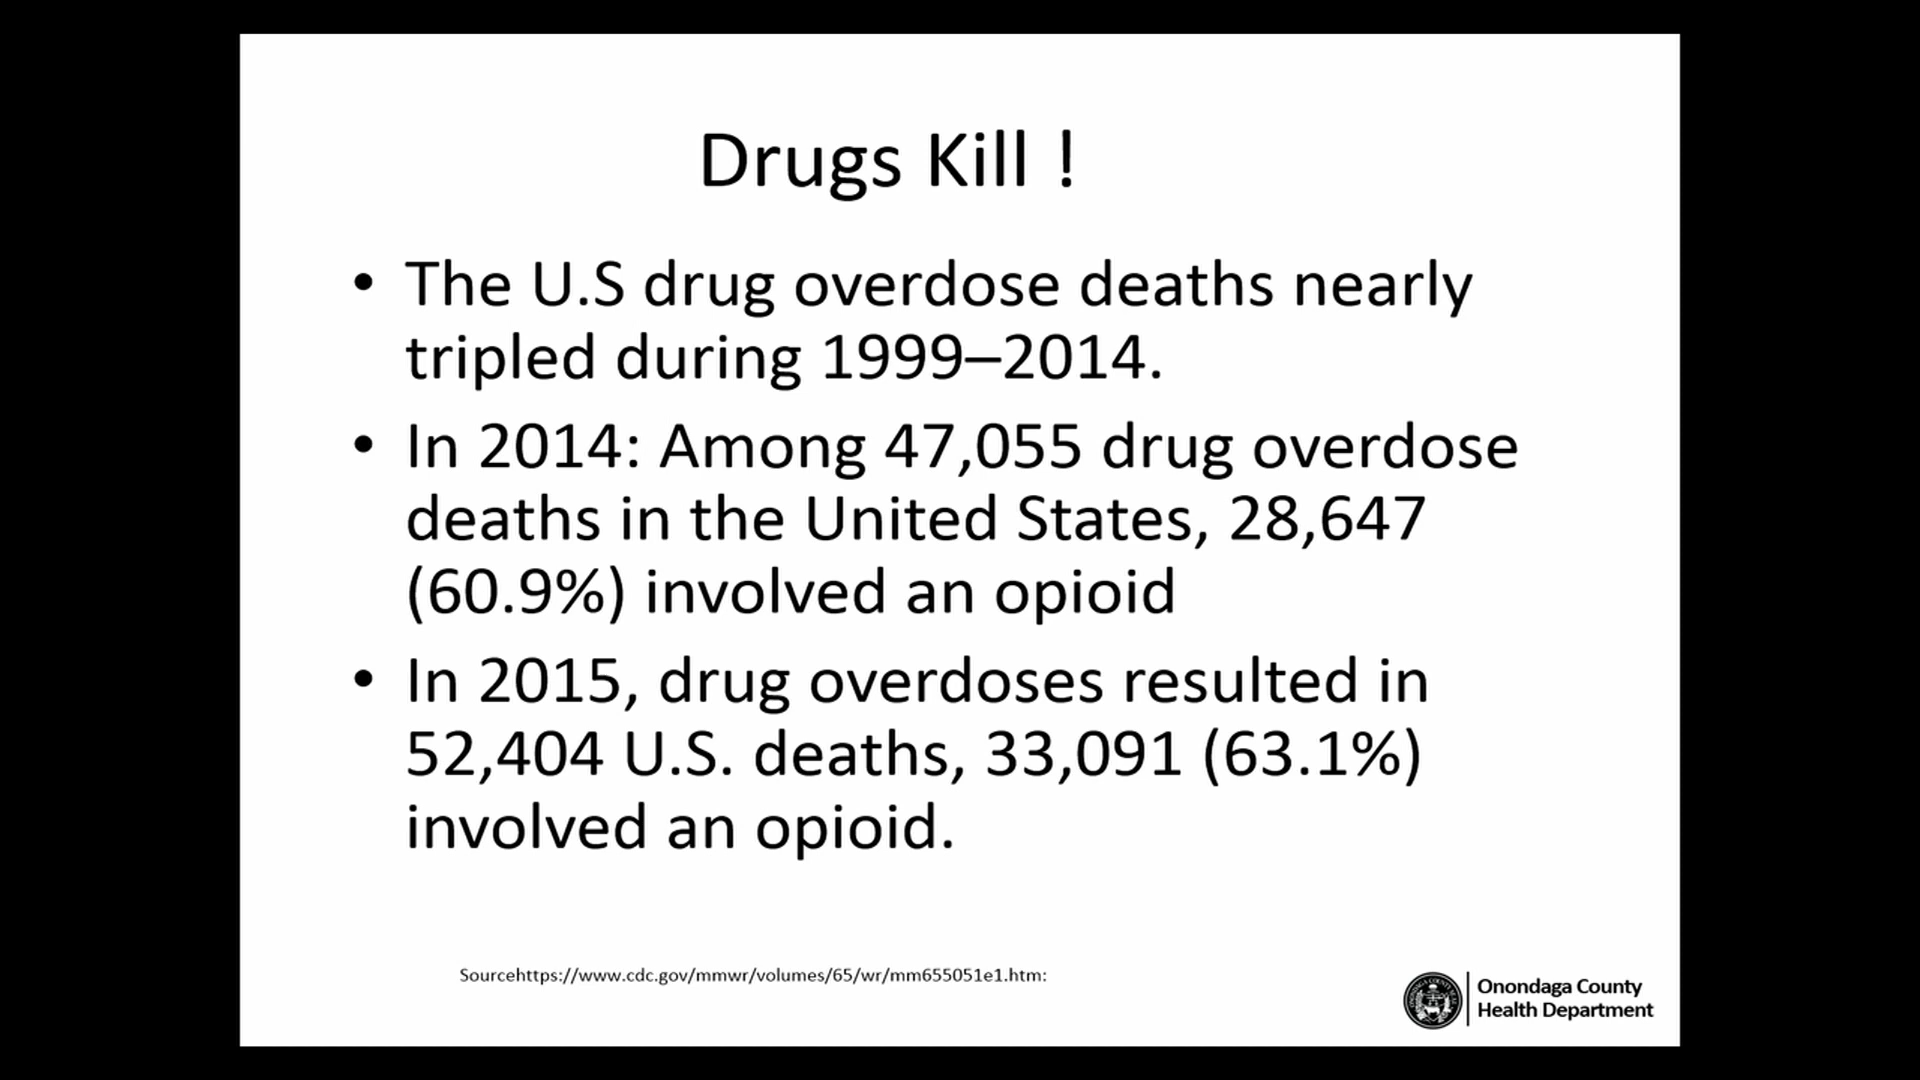 Drugs Kill !
• The U.S drug overdose deaths nearly
tripled during 1999–2014.
• In 2014: Among 47,055 drug overdose
deaths in the United States, 28,647
(60.9%) involved an opioid
• In 2015, drug overdoses resulted in
52,404 U.S. deaths, 33,091 (63.1%)
involved an opioid.
Sourcehttps://www.cdc.gov/mmwr/volumes/65/wr/mm655051e1.htm:
Onondaga County
Health Department